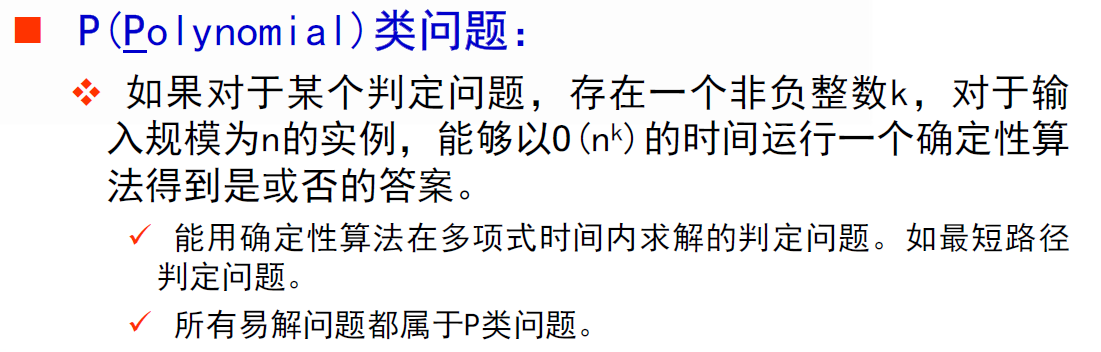 P(Polynomial)类问题：
如果对于某个判定问题，存在一个非负整数k，对于输
入规模为n的实例，能够以O(nᵏ)的时间运行一个确定性算
法得到是或否的答案。
能用确定性算法在多项式时间内求解的判定问题。如最短路径
判定问题。
所有易解问题都属于P类问题。